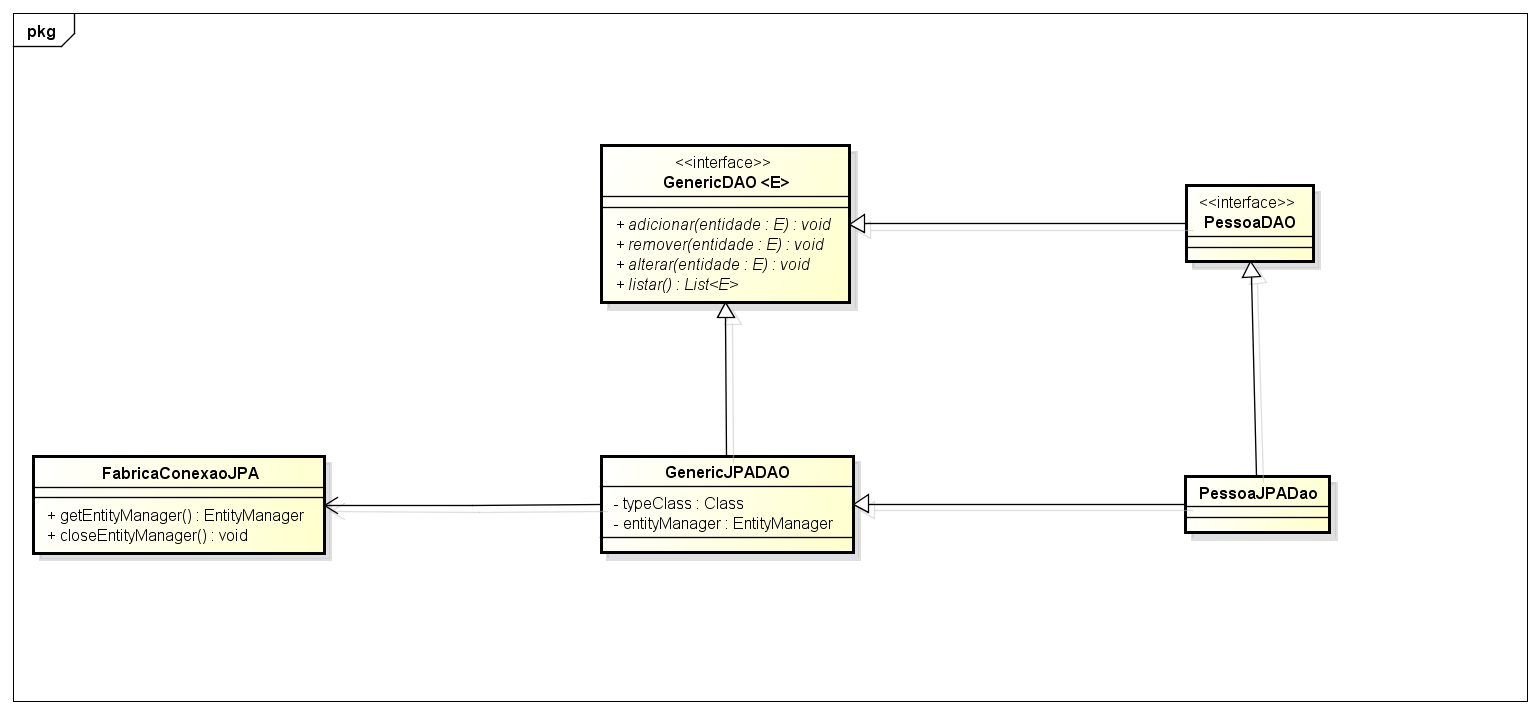 pkg
<<interface>>
GenericDAO <E>
+ adicionar(entidade : E) : void
+ remover(entidade : E) : void
+ alterar(entidade : E) : void
+ listar() : List<E>
<<interface>>
PessoaDAO
FabricaConexaoJPA
+ getEntityManager() : EntityManager
+ closeEntityManager() : void
GenericJPADAO
- typeClass : Class
- entityManager : EntityManager
PessoaJPADao